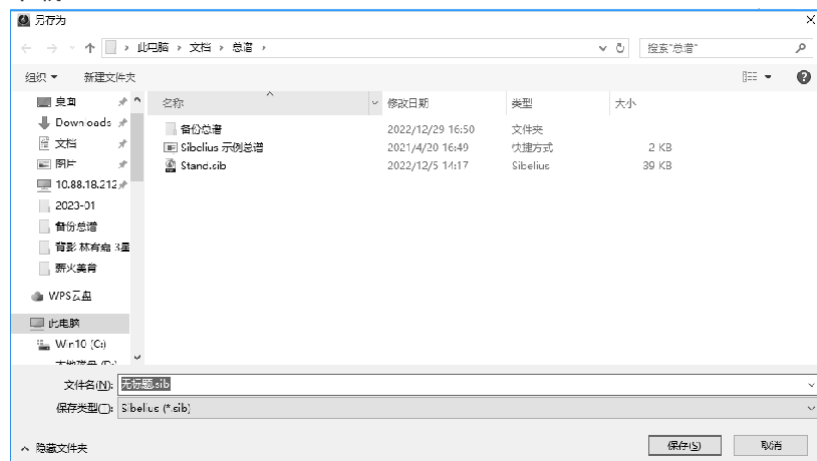 另存为
此电脑 › 文档 › 总谱 ›
搜索"总谱"
组织 新建文件夹
名称 修改日期 类型 大小
桌面
Downloads
文档
图片
10.88.18.212
2023-01
备份总谱
WPS云盘
此电脑
Win10 (C:)
备份总谱 2022/12/29 16:50 文件夹
Sibelius 示例总谱 2021/4/20 16:49 快捷方式 2 KB
Stand.sib 2022/12/5 14:17 Sibelius 39 KB
文件名(N): 无标题.sib
保存类型(T): Sibelius (*.sib)
隐藏文件夹
保存(S) 取消